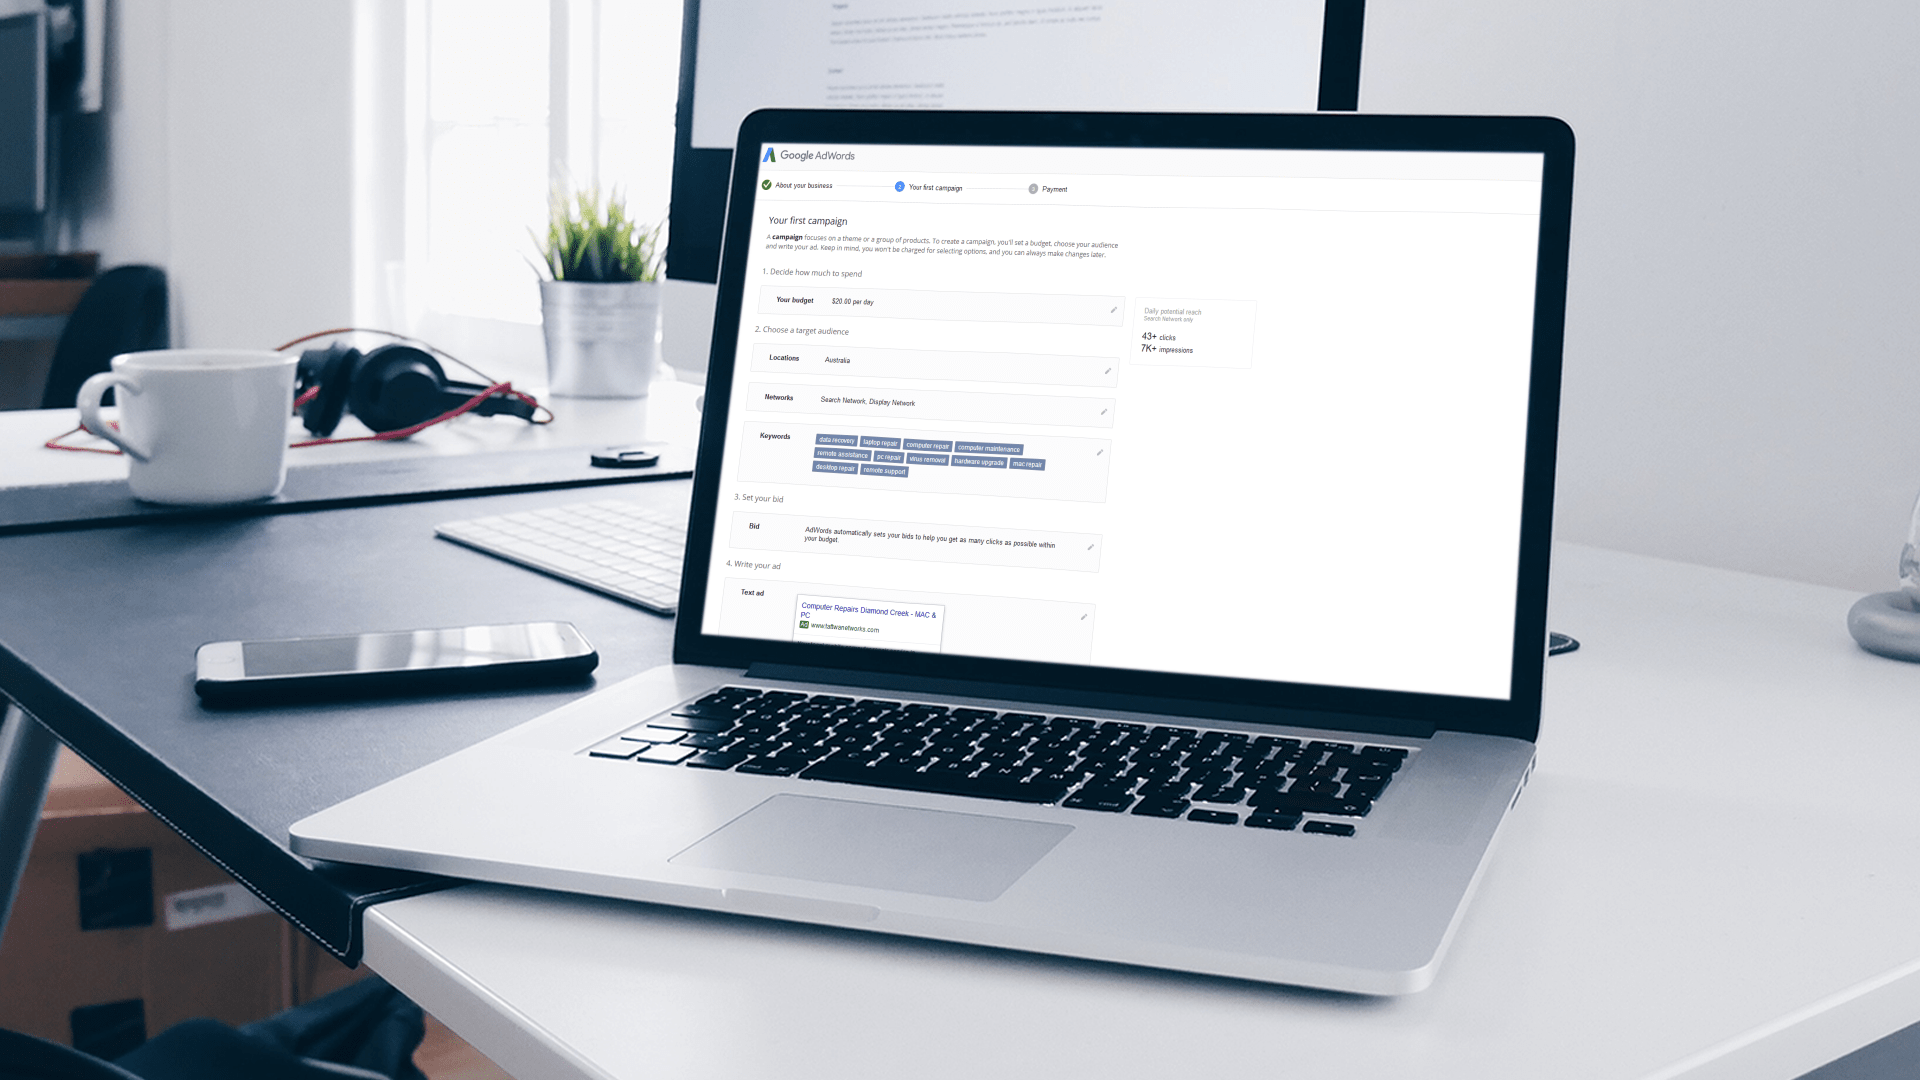 Google AdWords
About your business
2 Your first campaign
3 Payment
Your first campaign
A campaign focuses on a theme or a group of products. To create a campaign, you'll set a budget, choose your audience
and write your ad. Keep in mind, you won't be charged for selecting options, and you can always make changes later.
1. Decide how much to spend
Your budget $20.00 per day
Daily potential reach
Search Network only
43+ clicks
7K+ impressions
2. Choose a target audience
Locations Australia
Networks Search Network, Display Network
Keywords data recovery laptop repair computer repair computer maintenance
remote assistance pc repair virus removal hardware upgrade mac repair
desktop repair remote support
3. Set your bid
Bid AdWords automatically sets your bids to help you get as many clicks as possible within
your budget.
4. Write your ad
Text ad Computer Repairs Diamond Creek - MAC &
PC
Ad